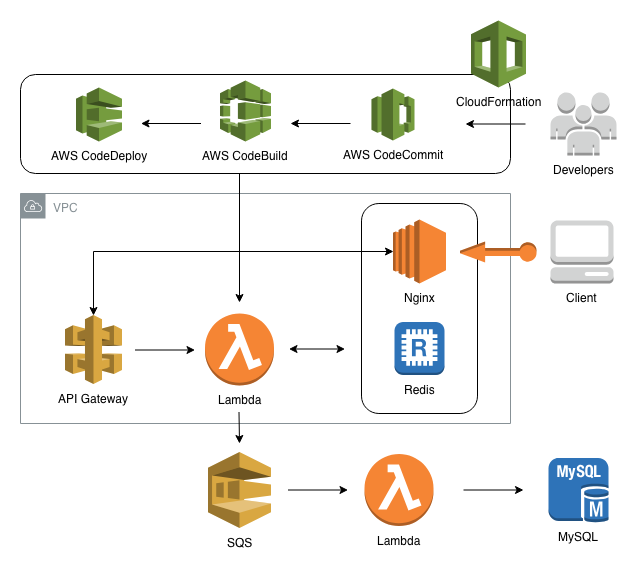 CloudFormation
AWS CodeDeploy
AWS CodeBuild
AWS CodeCommit
Developers
VPC
Nginx
Client
R
Redis
API Gateway
Lambda
MySQL
M
SQS
Lambda
MySQL